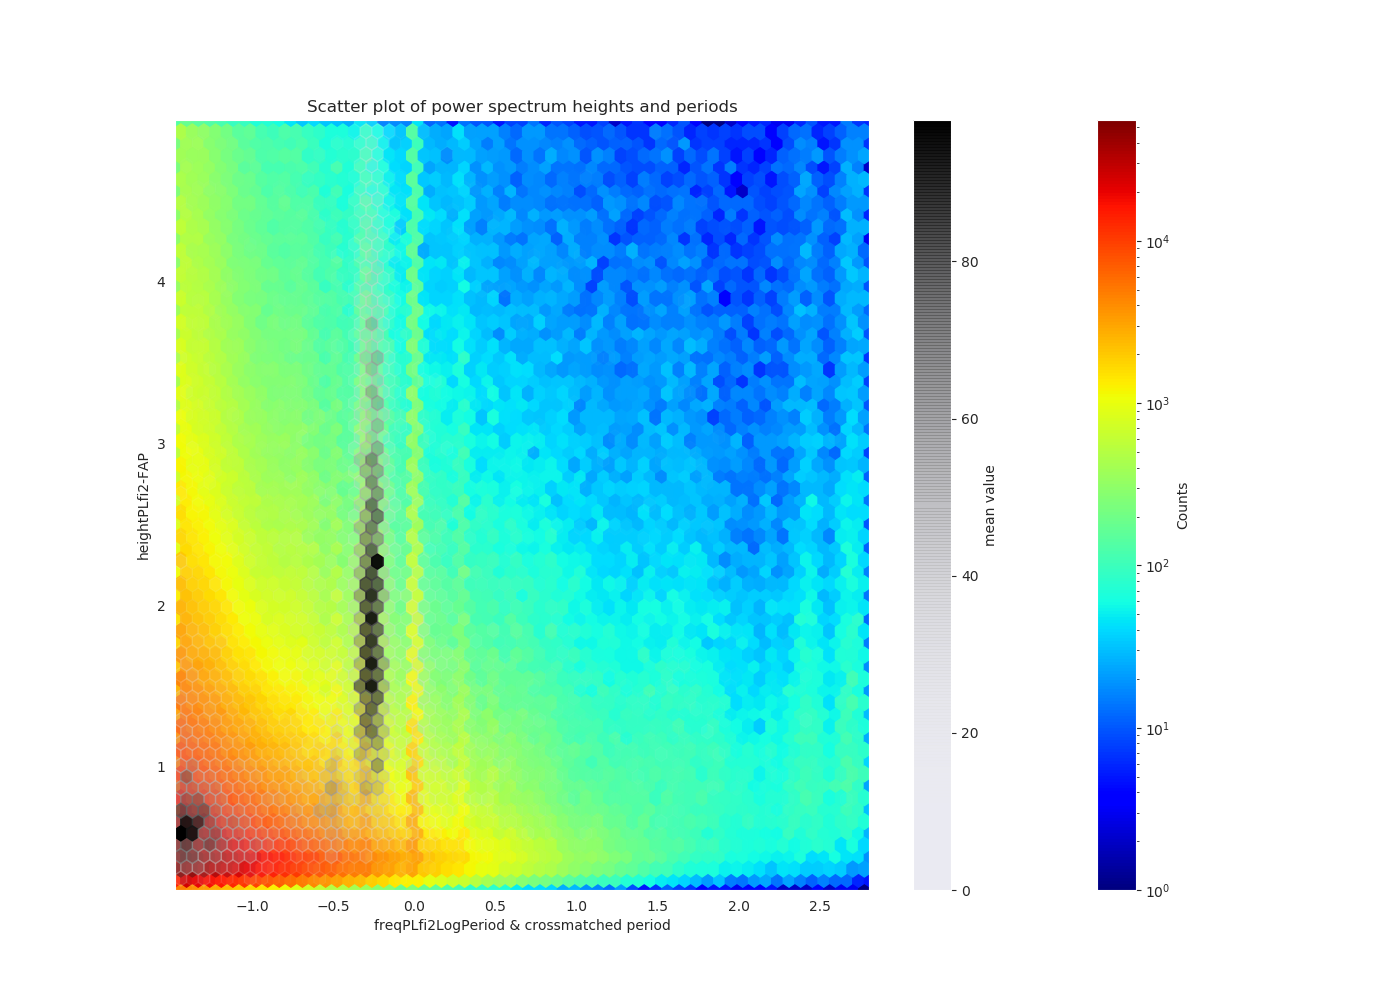 Scatter plot of power spectrum heights and periods
heightPLfi2-FAP
4
3
2
1
−1.0 −0.5 0.0 0.5 1.0 1.5 2.0 2.5
freqPLfi2LogPeriod & crossmatched period
80
60
40
20
0
mean value
10^4
10^3
10^2
10^1
10^0
Counts